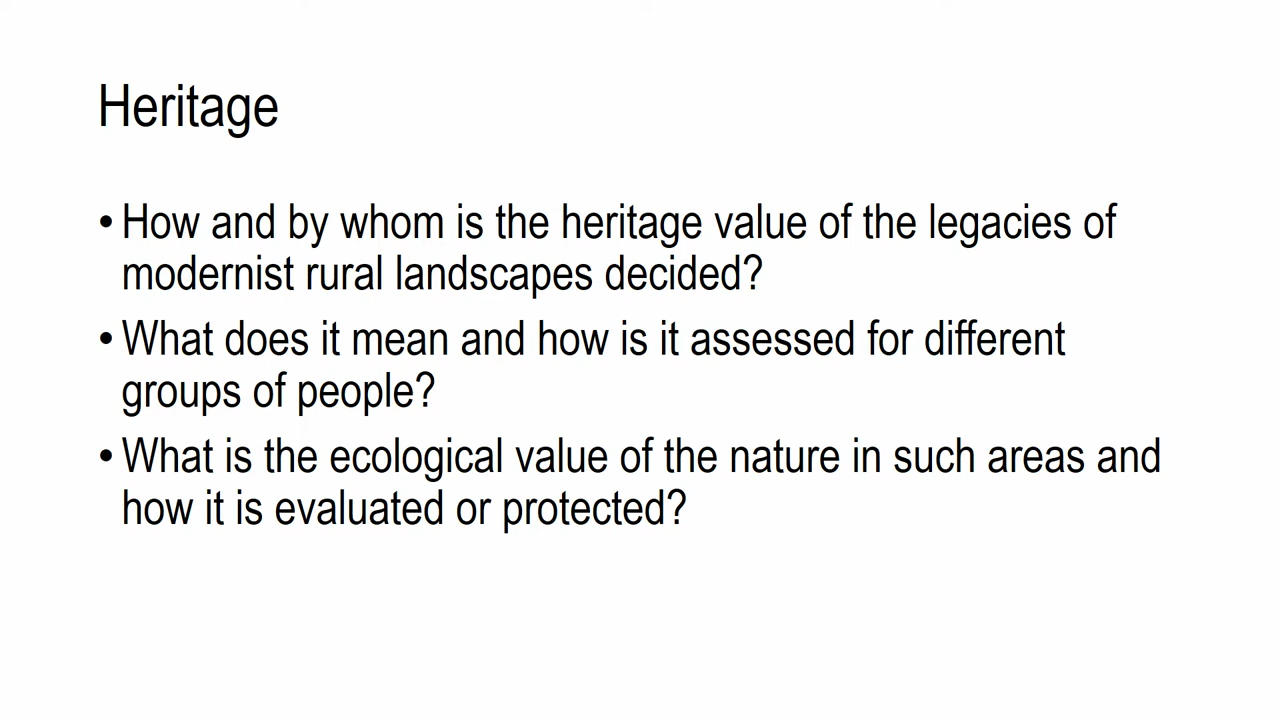 Heritage
• How and by whom is the heritage value of the legacies of
modernist rural landscapes decided?
• What does it mean and how is it assessed for different
groups of people?
• What is the ecological value of the nature in such areas and
how it is evaluated or protected?